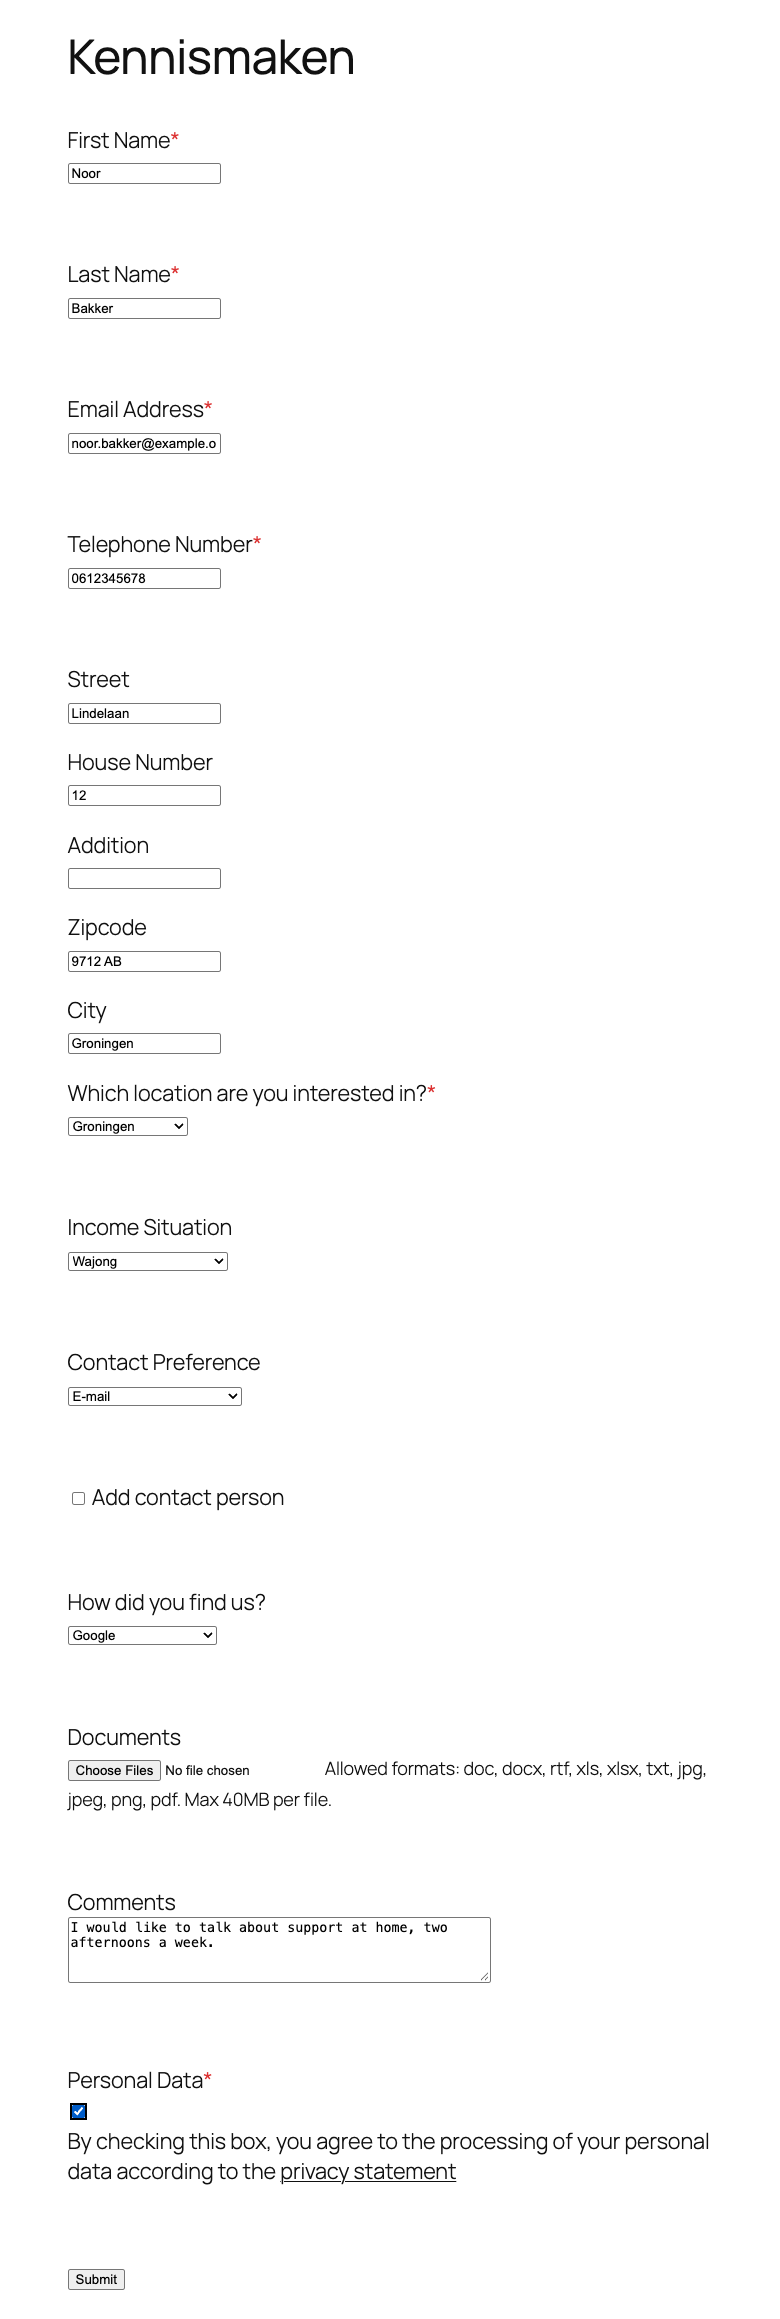 Kennismaken
First Name*
Noor
Last Name*
Bakker
Email Address*
noor.bakker@example.o
Telephone Number*
0612345678
Street
Lindelaan
House Number
12
Addition
Zipcode
9712 AB
City
Groningen
Which location are you interested in?*
Groningen
Income Situation
Wajong
Contact Preference
E-mail
Add contact person
How did you find us?
Google
Documents
Choose Files No file chosen Allowed formats: doc, docx, rtf, xls, xlsx, txt, jpg,
jpeg, png, pdf. Max 40MB per file.
Comments
I would like to talk about support at home, two
afternoons a week.
Personal Data*
By checking this box, you agree to the processing of your personal
data according to the privacy statement
Submit